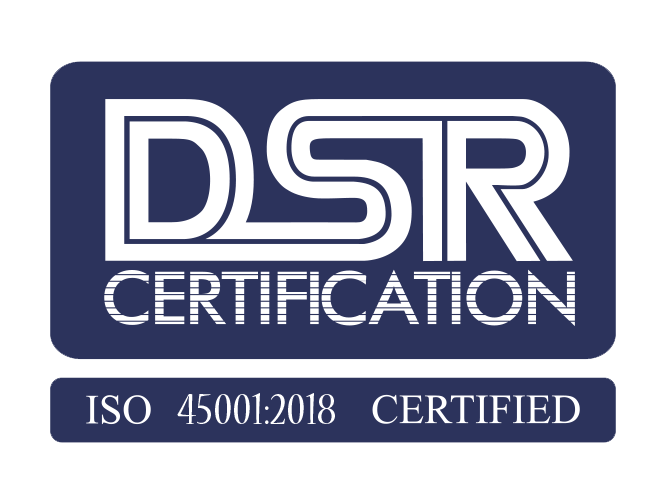 DSR
CERTIFICATION
ISO 45001:2018 CERTIFIED